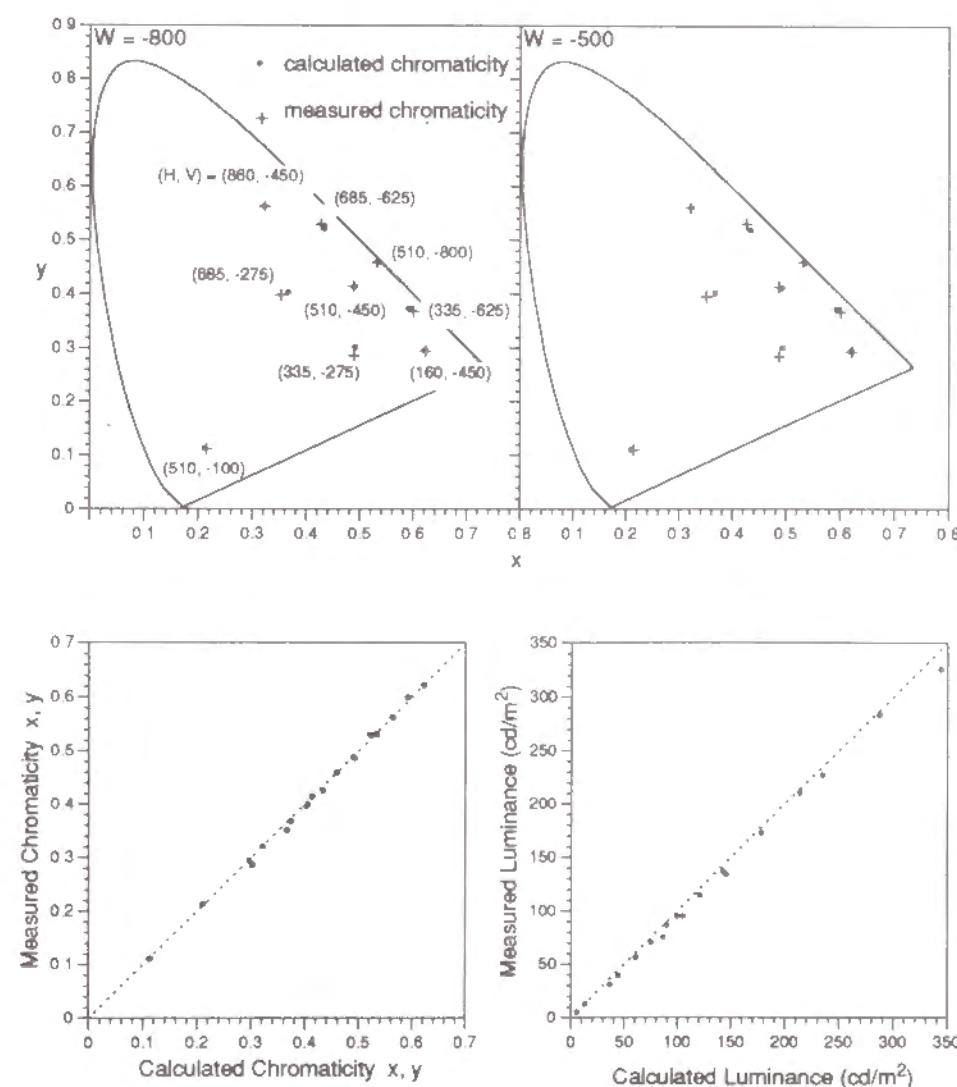 W = -800
W = -500
• calculated chromaticity
+ measured chromaticity
(H, V) = (860, -450)
(685, -625)
(510, -800)
(685, -275)
(510, -450)
(335, -625)
(335, -275)
(160, -450)
(510, -100)
0 9
0 8
0.7
0.6
0.5
0.4
0.3
0.2
0.1
0
y
0.1 0.2 0.3 0.4 0.5 0.6 0.7
0 1 0 2 0 3 0 4 0 5 0 6 0 7 0 8
x
0 7
0.6
0.5
0.4
0.3
0.2
0.1
0
Measured Chromaticity x, y
0 0.1 0.2 0.3 0.4 0.5 0.6 0.7
Calculated Chromaticity x, y
350
300
250
200
150
100
50
0
Measured Luminance (cd/m²)
0 50 100 150 200 250 300 350
Calculated Luminance (cd/m²)